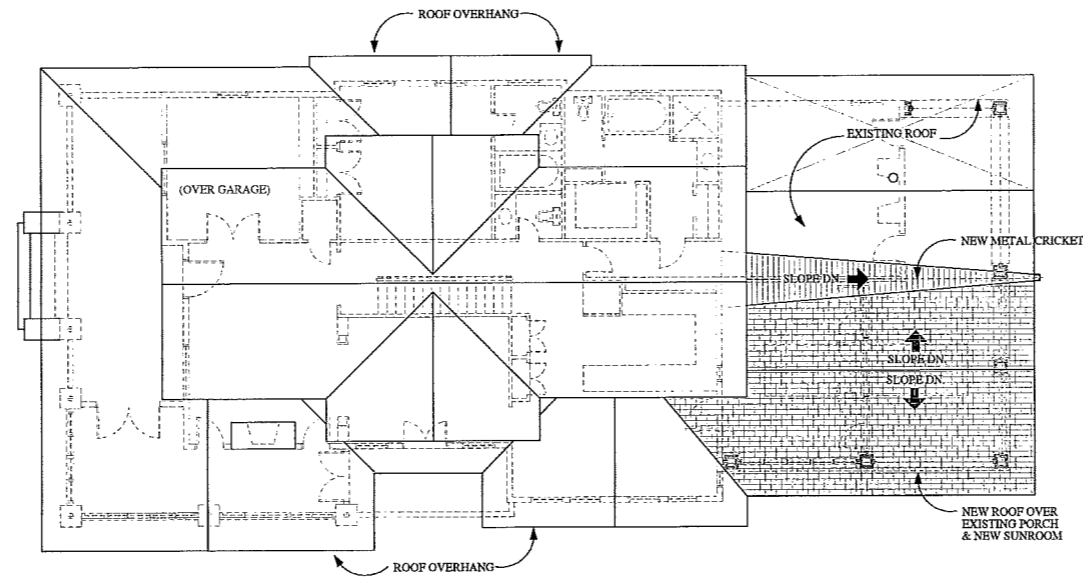 ROOF OVERHANG
EXISTING ROOF
(OVER GARAGE)
NEW METAL CRICKET
SLOPE DN.
SLOPE DN.
SLOPE DN.
NEW ROOF OVER
EXISTING PORCH
& NEW SUNROOM
ROOF OVERHANG